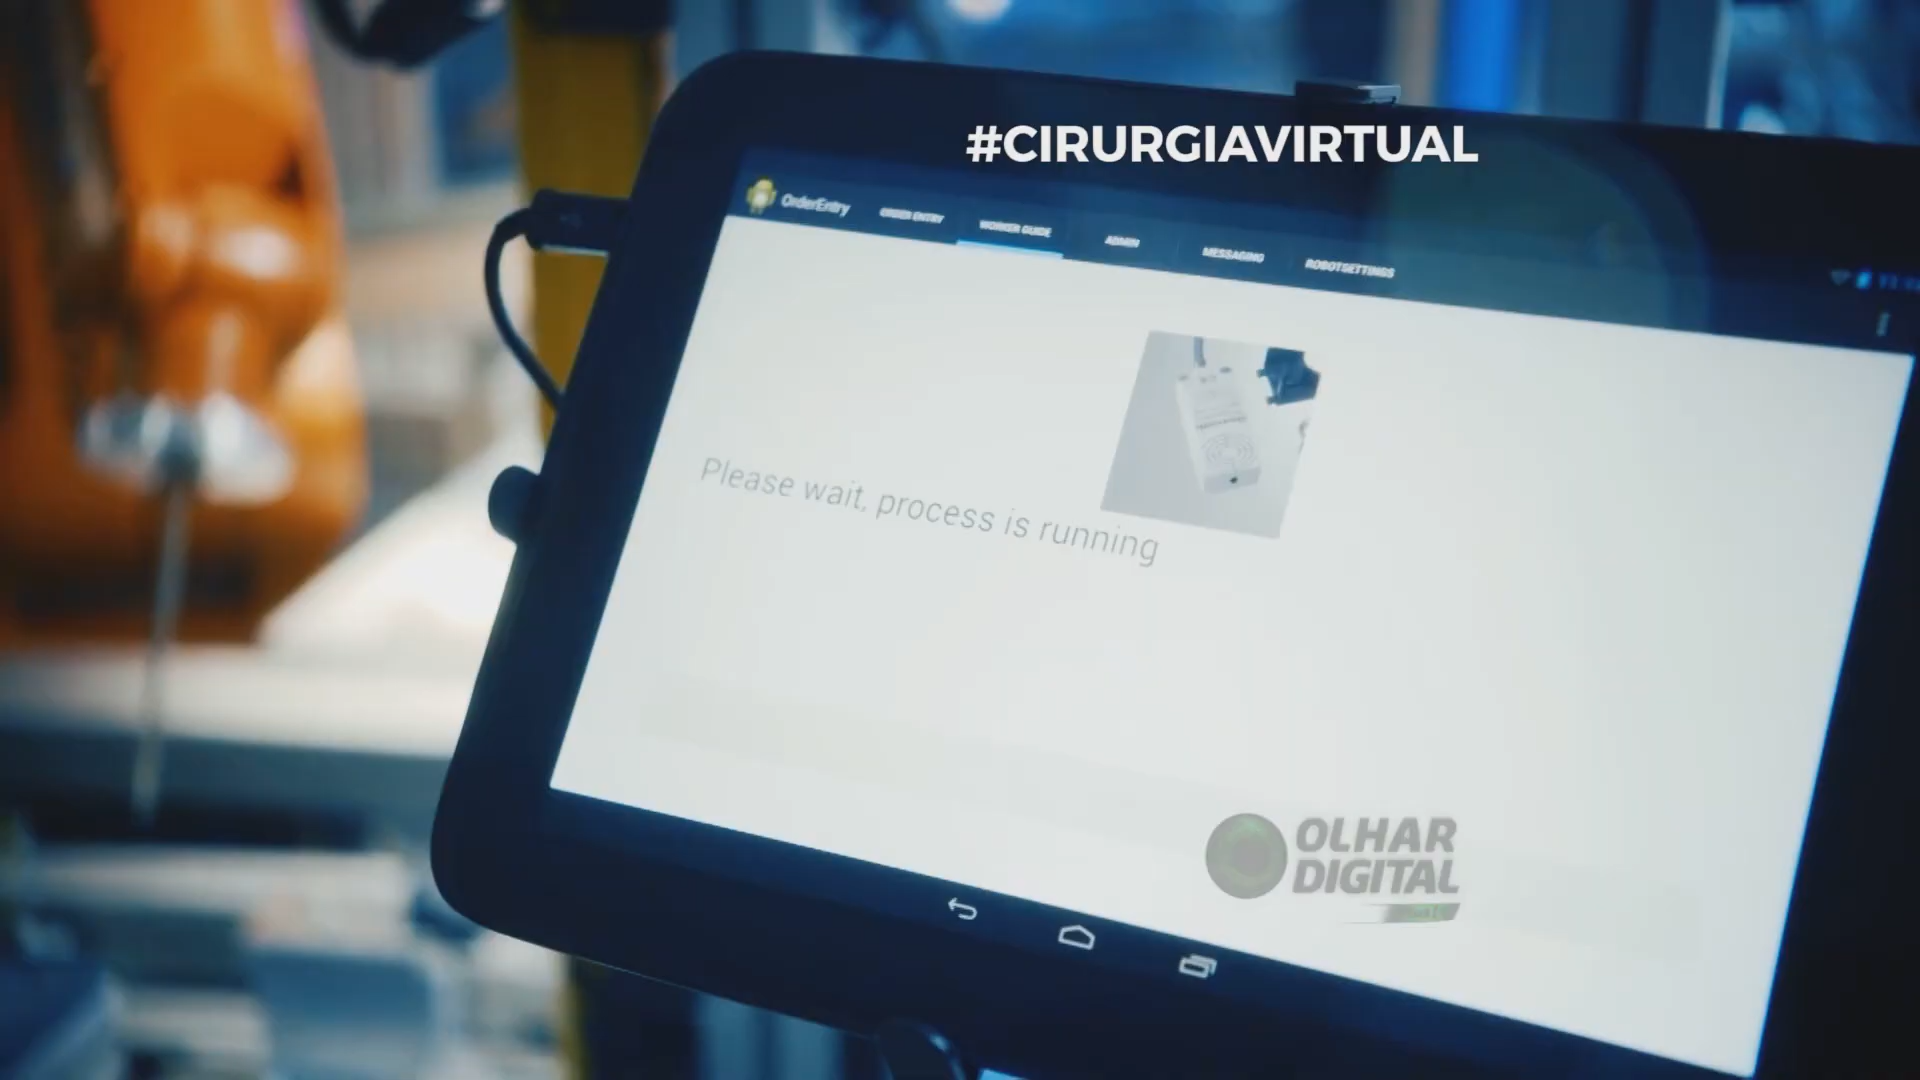 #CIRURGIAVIRTUAL
OrderEntry
ORDER ENTRY
WORKER GUIDE
ADMIN
MESSAGING
ROBOTSETTINGS
Please wait, process is running
OLHAR
DIGITAL